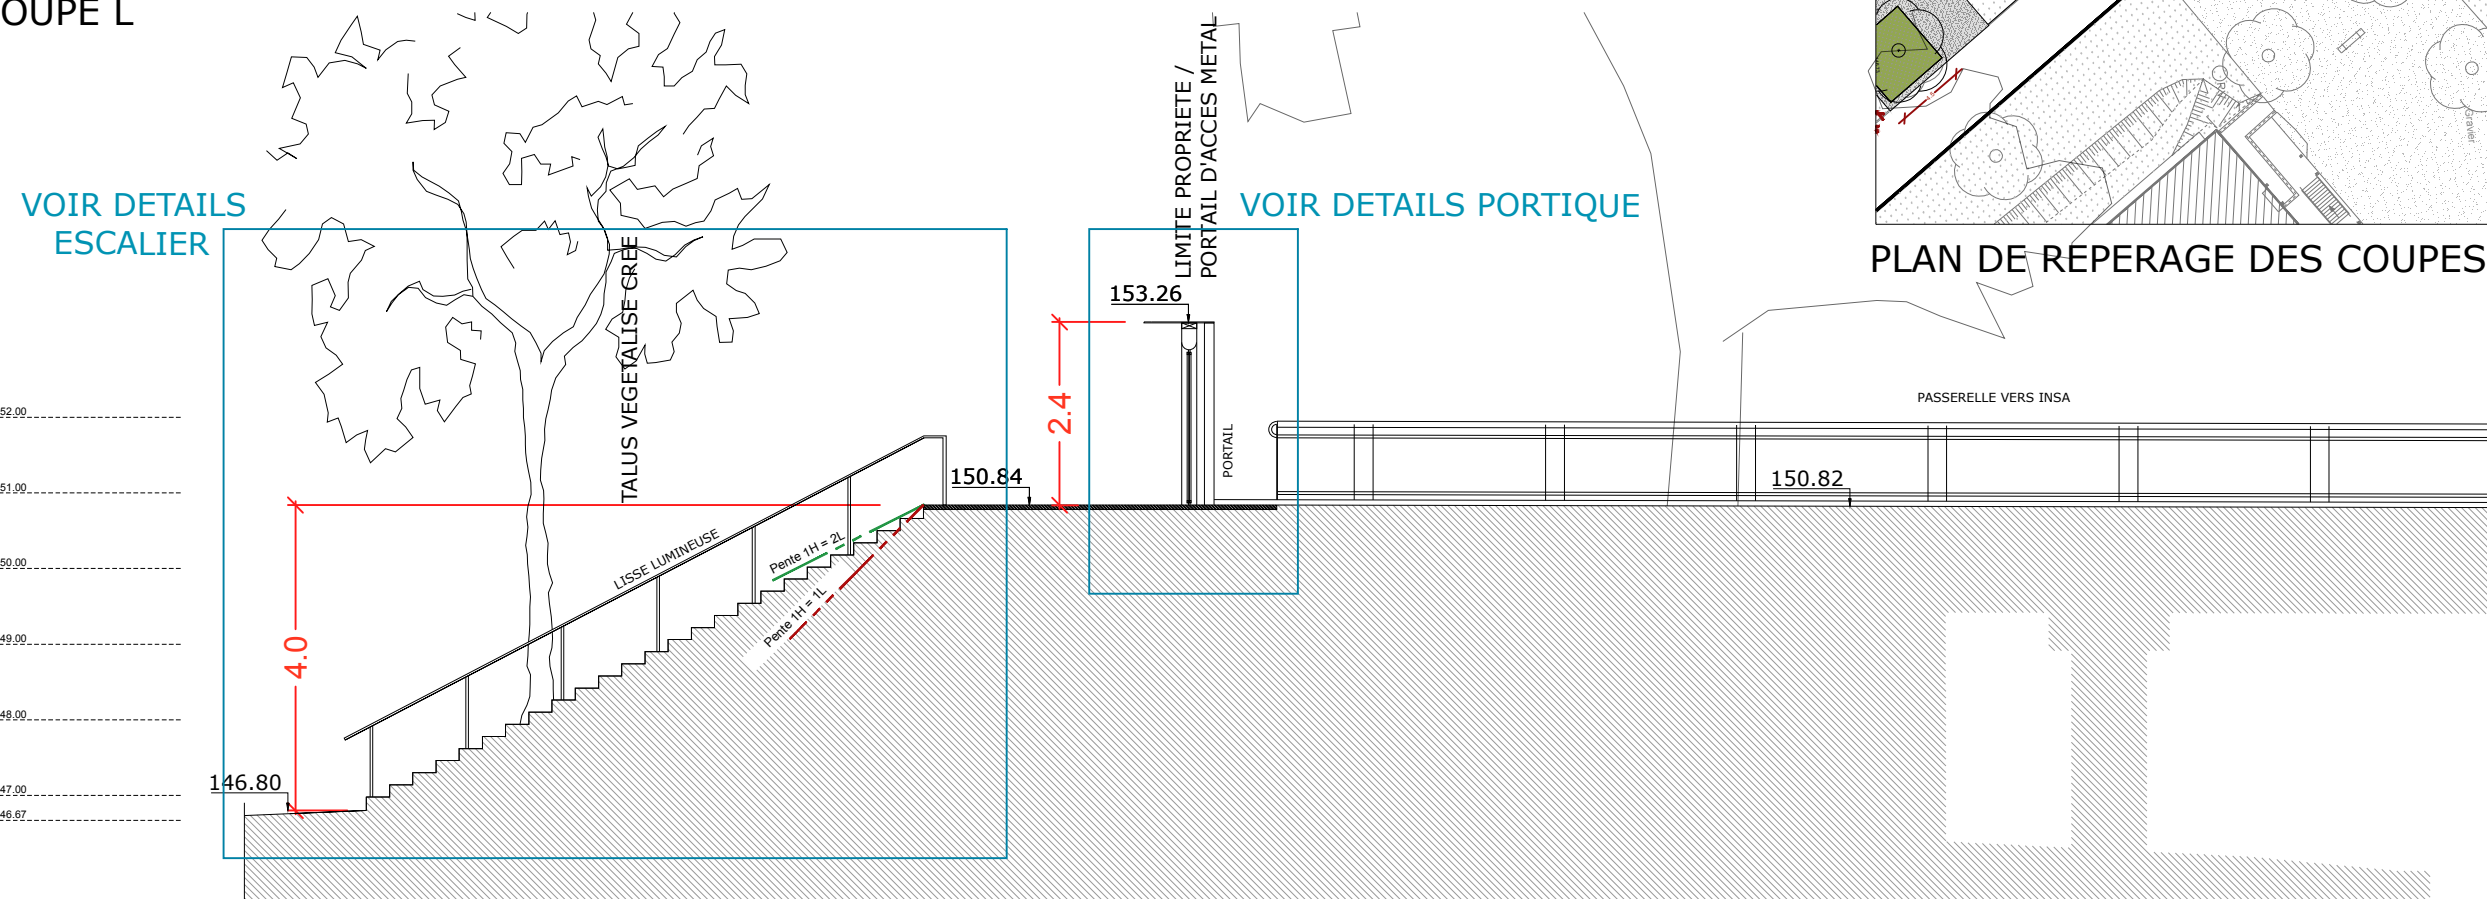 OUPE L
VOIR DETAILS
ESCALIER
TALUS VEGETALISE CREE
LIMITE PROPRIETE /
PORTAIL D'ACCES METAL
VOIR DETAILS PORTIQUE
PLAN DE REPERAGE DES COUPES
Gravier
153.26
2.4
PORTAIL
PASSERELLE VERS INSA
150.84
150.82
LISSE LUMINEUSE
Pente 1H = 2L
Pente 1H = 1L
4.0
146.80
52.00
51.00
50.00
49.00
48.00
47.00
46.67